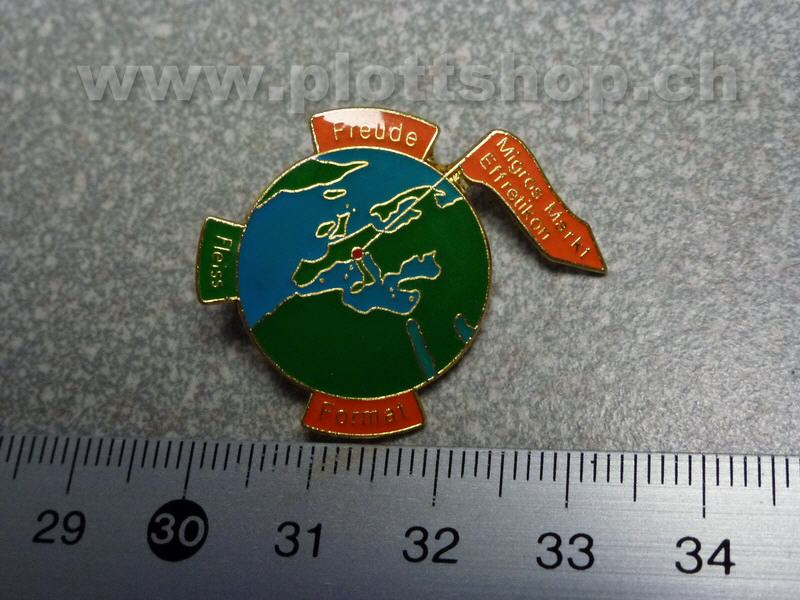 www.plottshop.ch
Freude
Migros Markt
Effretikon
Fleiss
Format
29 30 31 32 33 34